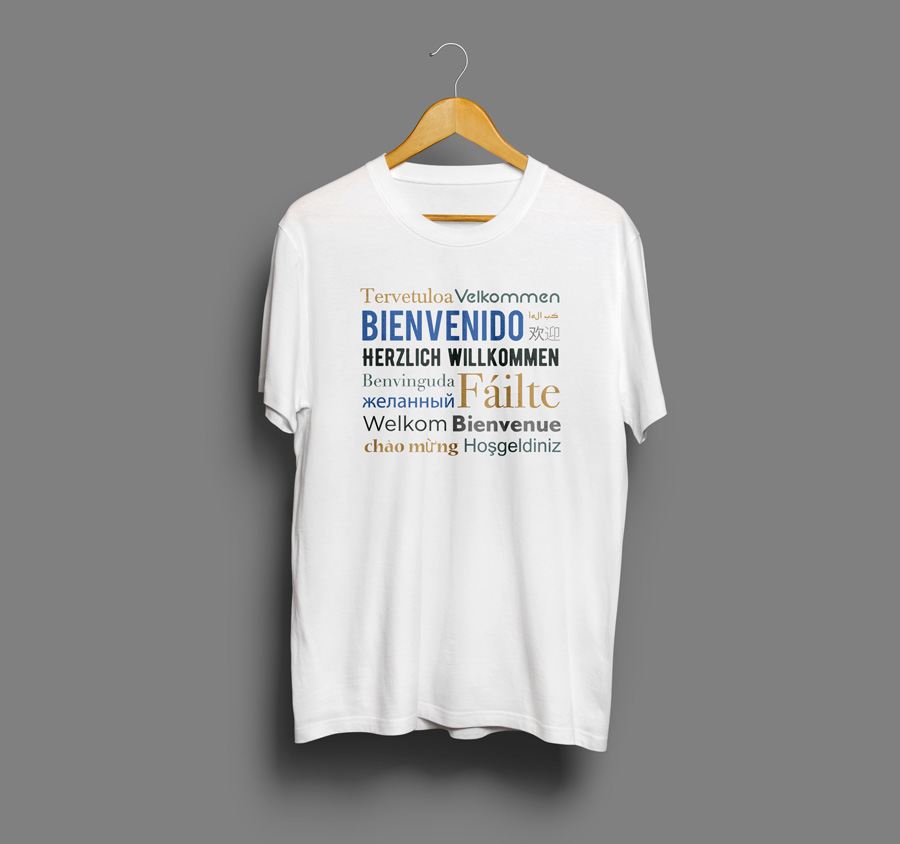 Tervetuloa Velkommen
BIENVENIDO
欢迎
HERZLICH WILLKOMMEN
Benvinguda Fáilte
желанный
Welkom Bienvenue
chào mừng Hoşgeldiniz